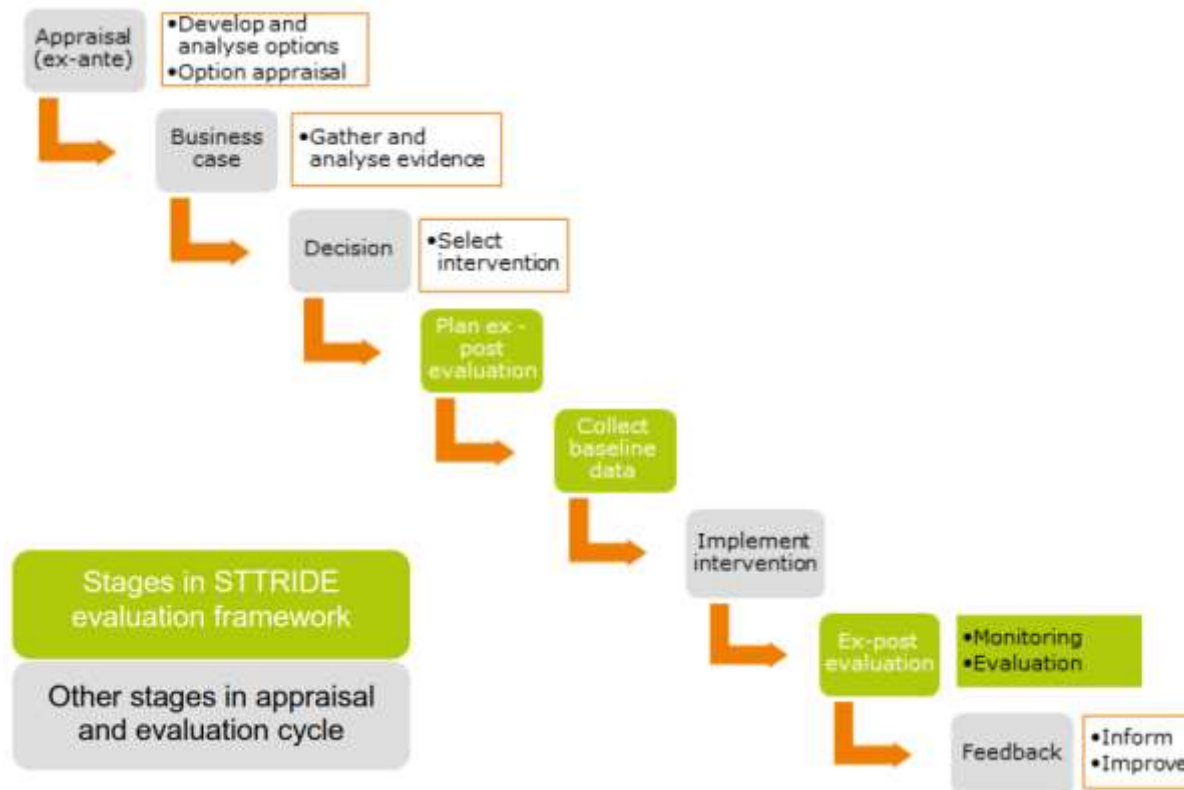 Appraisal
(ex-ante)
•Develop and
analyse options
•Option appraisal
Business
case
•Gather and
analyse evidence
Decision
•Select
intervention
Plan ex -
post
evaluation
Collect
baseline
data
Implement
intervention
Ex-post
evaluation
•Monitoring
•Evaluation
Feedback
•Inform
•Improve
Stages in STTRIDE
evaluation framework
Other stages in appraisal
and evaluation cycle